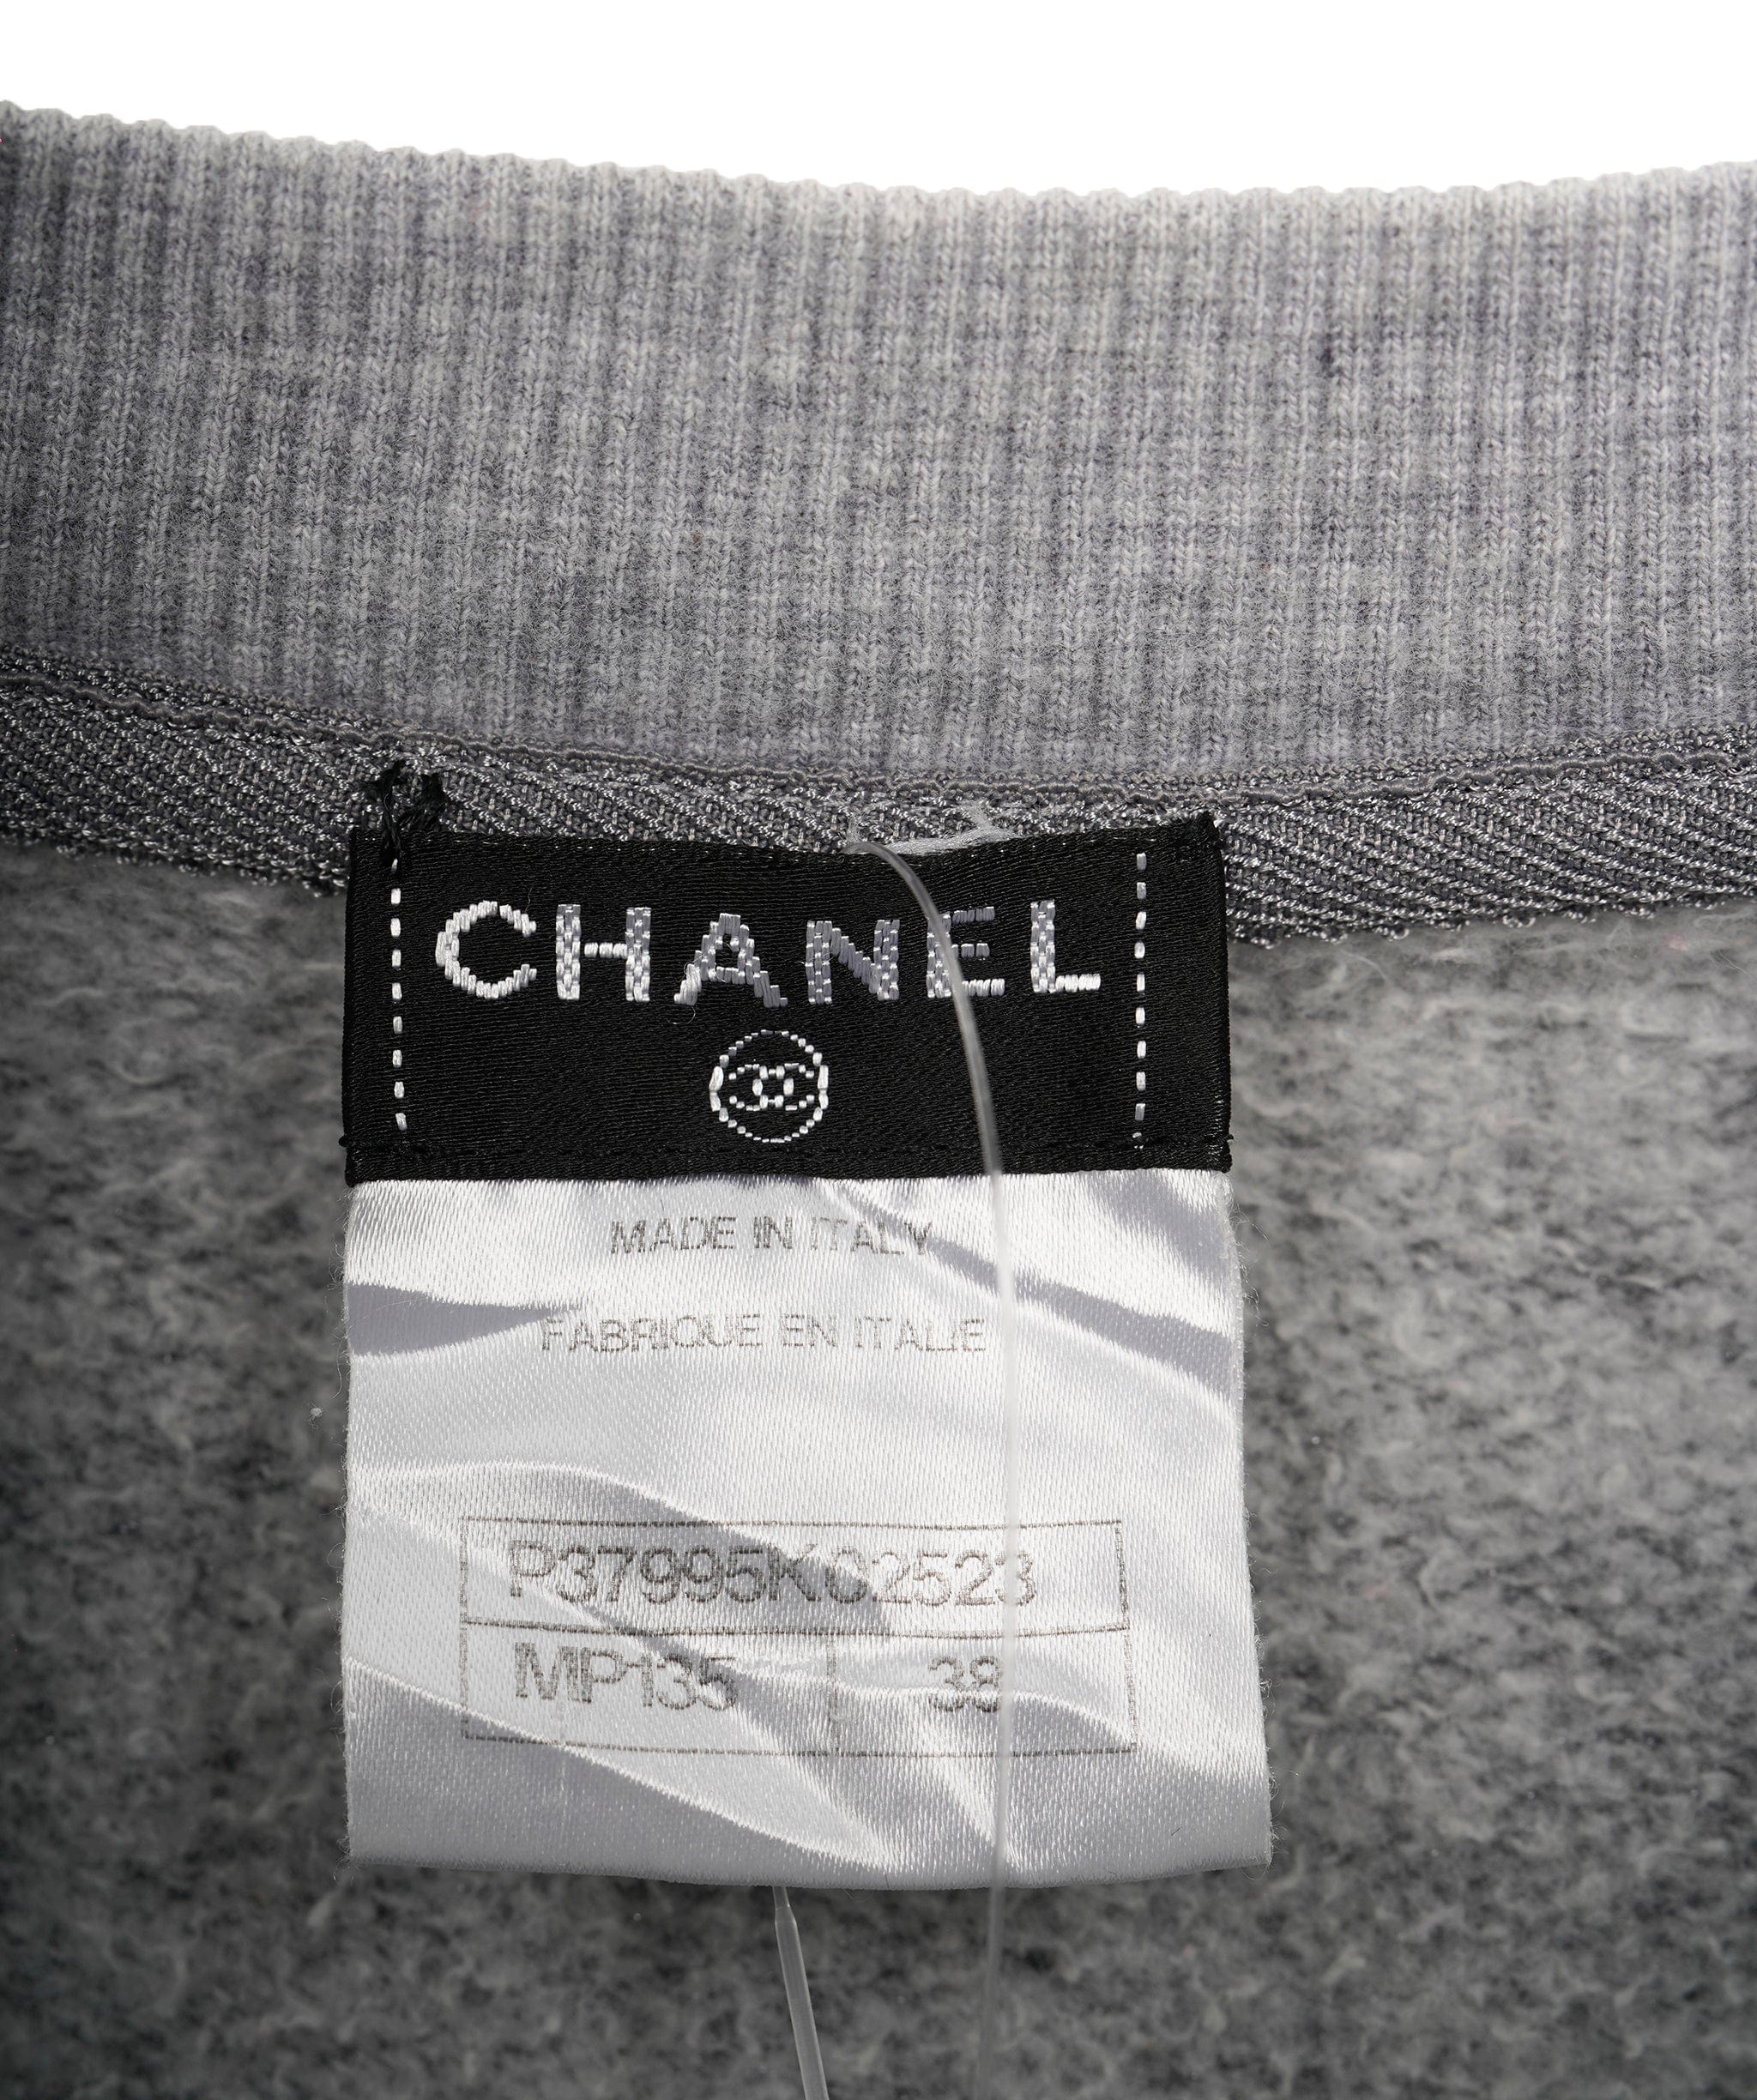 CHANEL
MADE IN ITALY
FABRIQUE EN ITALIE
P37995K02523
MP135 38